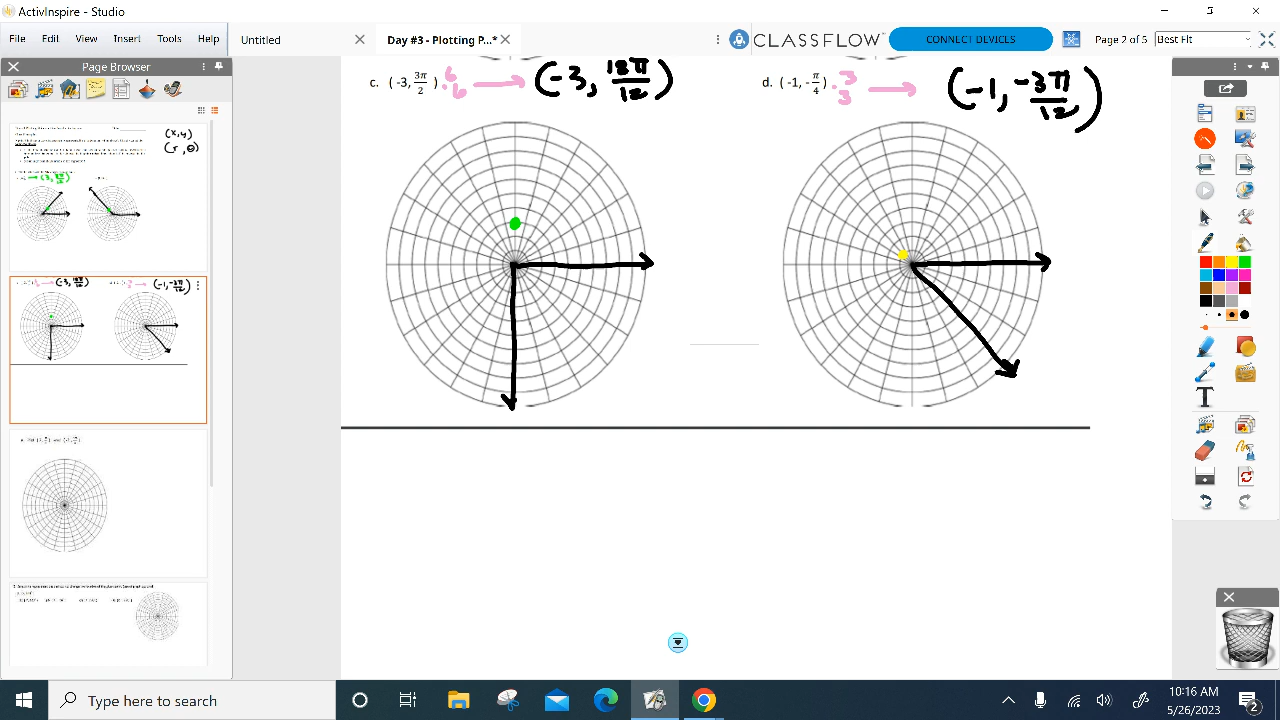 ActivInspire - Studio
File Edit View Insert Tools Help
Untitled
Day #3 - Plotting P...*
CLASSFLOW
CONNECT DEVICES
Page 2 of 5
Best Fit
Page Browser
(x,y)
(r,θ)
c. (-3, 3π/2) · 6/6 → (-3, 18π/12)
d. (-1, -π/4) · 3/3 → (-1, -3π/12)
T
Type here to search
10:16 AM
5/26/2023
2